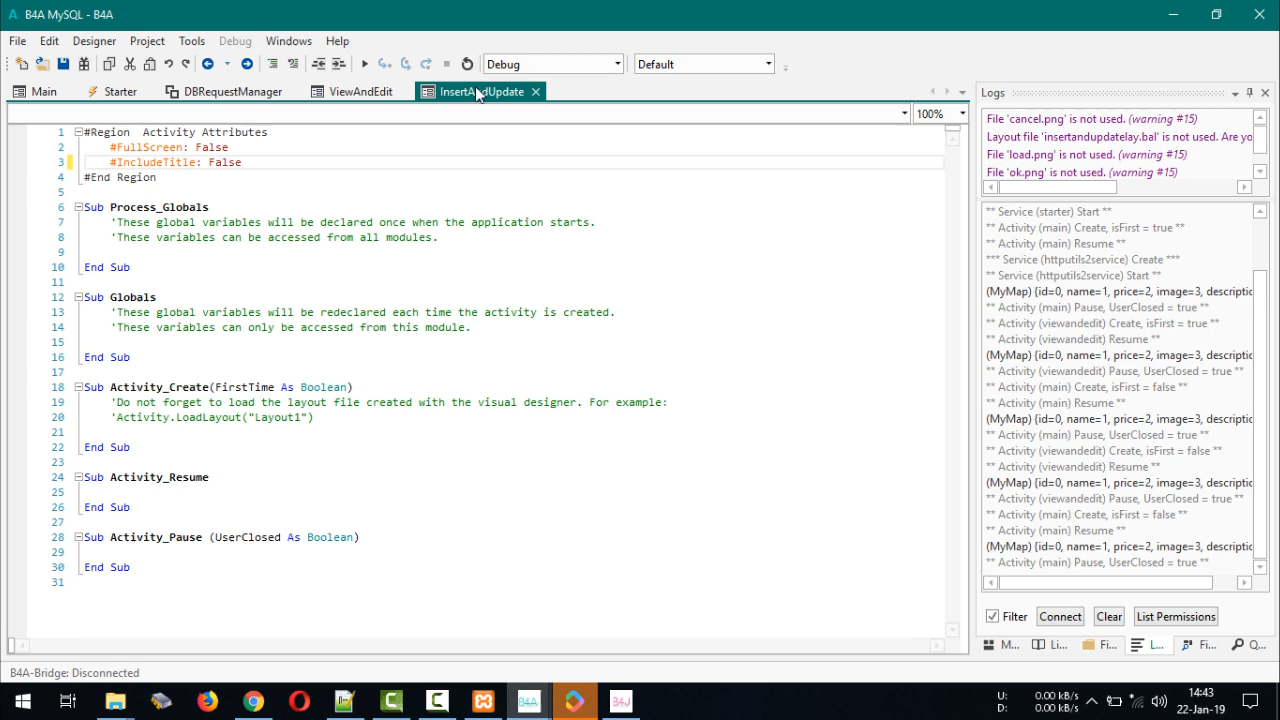 B4A MySQL - B4A
File Edit Designer Project Tools Debug Windows Help
Debug Default
Main Starter DBRequestManager ViewAndEdit InsertAndUpdate
100%
1 #Region Activity Attributes
2 #FullScreen: False
3 #IncludeTitle: False
4 #End Region
5
6 Sub Process_Globals
7 'These global variables will be declared once when the application starts.
8 'These variables can be accessed from all modules.
9
10 End Sub
11
12 Sub Globals
13 'These global variables will be redeclared each time the activity is created.
14 'These variables can only be accessed from this module.
15
16 End Sub
17
18 Sub Activity_Create(FirstTime As Boolean)
19 'Do not forget to load the layout file created with the visual designer. For example:
20 'Activity.LoadLayout("Layout1")
21
22 End Sub
23
24 Sub Activity_Resume
25
26 End Sub
27
28 Sub Activity_Pause (UserClosed As Boolean)
29
30 End Sub
31
Logs
File 'cancel.png' is not used. (warning #15)
Layout file 'insertandupdatelay.bal' is not used. Are yo
File 'load.png' is not used. (warning #15)
File 'ok.png' is not used. (warning #15)
** Service (starter) Start **
** Activity (main) Create, isFirst = true **
** Activity (main) Resume **
*** Service (httputils2service) Create ***
** Service (httputils2service) Start **
(MyMap) {id=0, name=1, price=2, image=3, descriptic
** Activity (main) Pause, UserClosed = true **
** Activity (viewandedit) Create, isFirst = true **
** Activity (viewandedit) Resume **
(MyMap) {id=0, name=1, price=2, image=3, descriptic
** Activity (viewandedit) Pause, UserClosed = true **
** Activity (main) Create, isFirst = false **
** Activity (main) Resume **
(MyMap) {id=0, name=1, price=2, image=3, descriptic
** Activity (main) Pause, UserClosed = true **
** Activity (viewandedit) Create, isFirst = false **
** Activity (viewandedit) Resume **
(MyMap) {id=0, name=1, price=2, image=3, descriptic
** Activity (viewandedit) Pause, UserClosed = true **
** Activity (main) Create, isFirst = false **
** Activity (main) Resume **
(MyMap) {id=0, name=1, price=2, image=3, descriptic
** Activity (main) Pause, UserClosed = true **
Filter Connect Clear List Permissions
M... Li... Fi... L... Fi... Q...
B4A-Bridge: Disconnected
B4A B4J
U: 0.00 kB/s
D: 0.00 kB/s
14:43
22-Jan-19